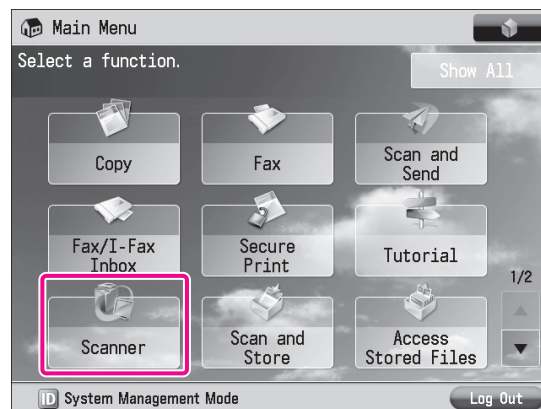 Main Menu
Select a function.
Show All
Copy
Fax
Scan and
Send
Fax/I-Fax
Inbox
Secure
Print
Tutorial
1/2
Scanner
Scan and
Store
Access
Stored Files
ID System Management Mode
Log Out